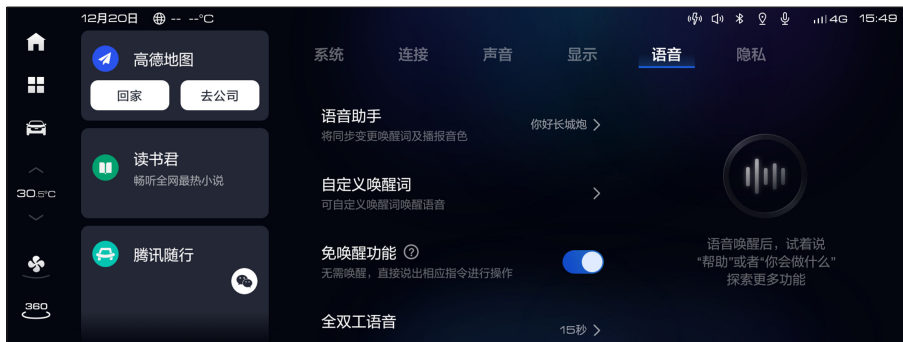 12月20日 -- --°C
4G 15:49
高德地图
回家 去公司
读书君
畅听全网最热小说
腾讯随行
30.5°C
360
系统 连接 声音 显示 语音 隐私
语音助手
将同步变更唤醒词及播报音色
你好长城炮
自定义唤醒词
可自定义唤醒词唤醒语音
免唤醒功能 ?
无需唤醒，直接说出相应指令进行操作
全双工语音
15秒
语音唤醒后，试着说
“帮助”或者“你会做什么”
探索更多功能